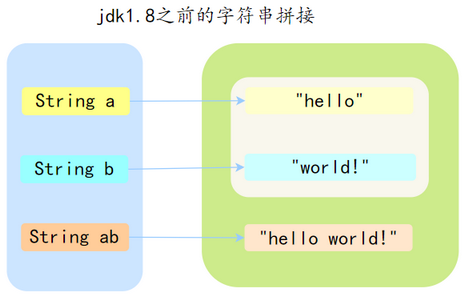 jdk1.8之前的字符串拼接
String a
"hello"
String b
"world!"
String ab
"hello world!"